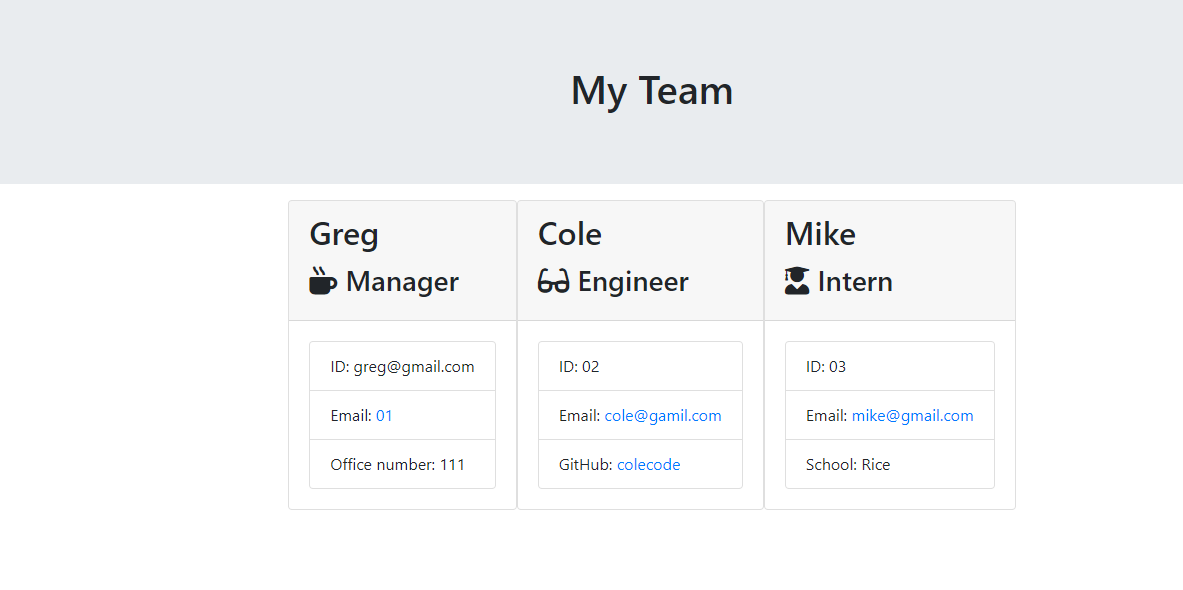 My Team
Greg
Manager
ID: greg@gmail.com
Email: 01
Office number: 111
Cole
Engineer
ID: 02
Email: cole@gamil.com
GitHub: colecode
Mike
Intern
ID: 03
Email: mike@gmail.com
School: Rice